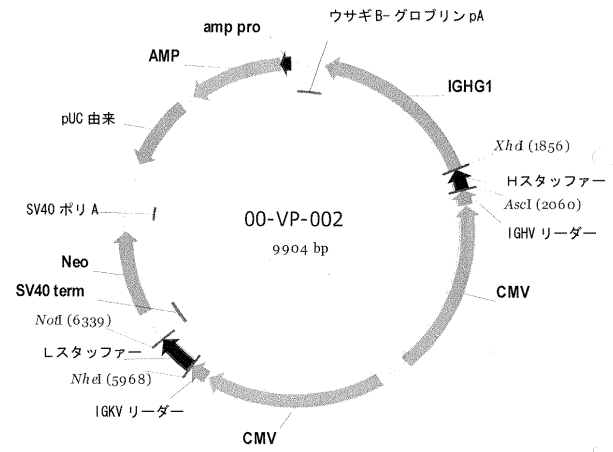 ウサギB-グロブリンpA
amp pro
AMP
IGHG1
pUC 由来
XhoI (1856)
Hスタッファー
AscI (2060)
IGHV リーダー
SV40 ポリ A
00-VP-002
9904 bp
Neo
CMV
SV40 term
NotI (6339)
Lスタッファー
NheI (5968)
IGKV リーダー
CMV